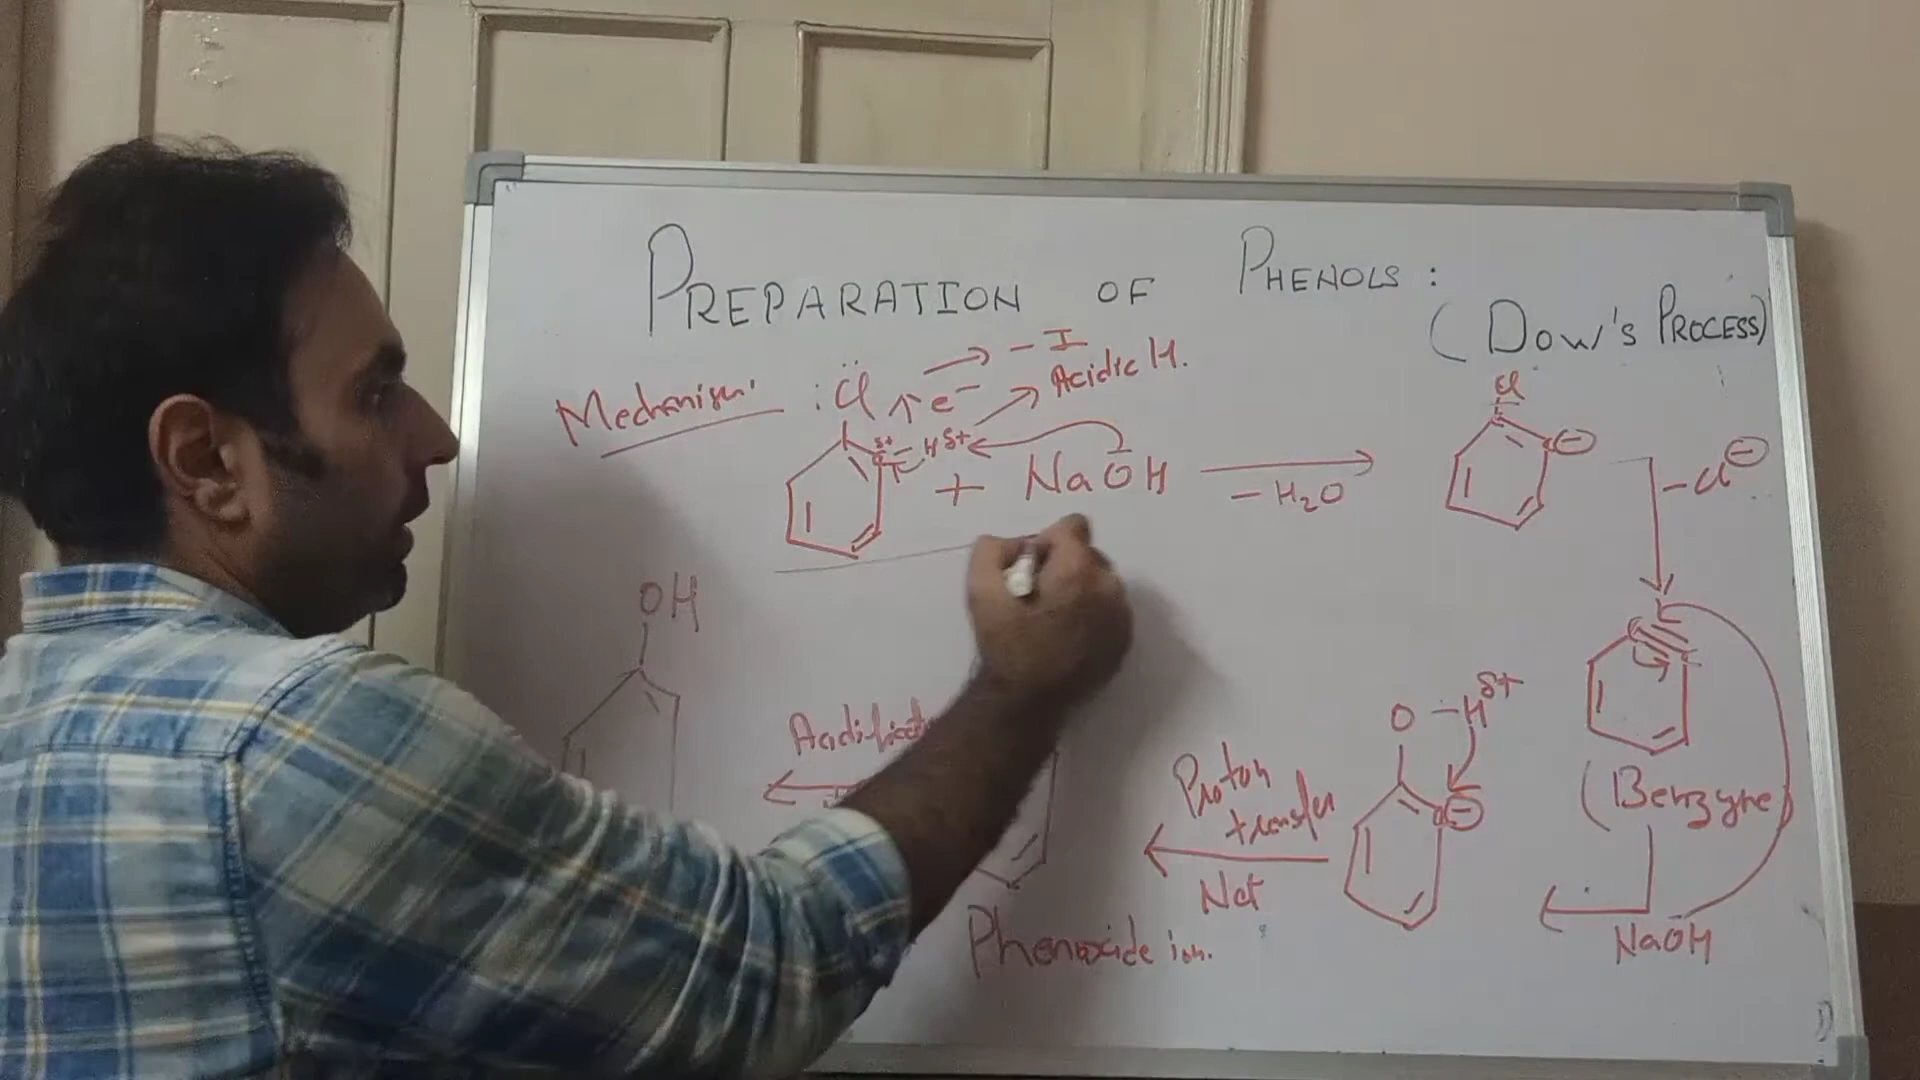 PREPARATION OF PHENOLS :
(DOW'S PROCESS)
Mechanism:
:Cl ↑ e⁻ → -I
→ Acidic H.
δ+ H δ+
+ NaOH → -H₂O
Cl
⊖
-Cl⊖
(Benzyne)
NaOH
O-H δ+
⊖
Proton
transfer
Na+
Phenoxide ion.
OH